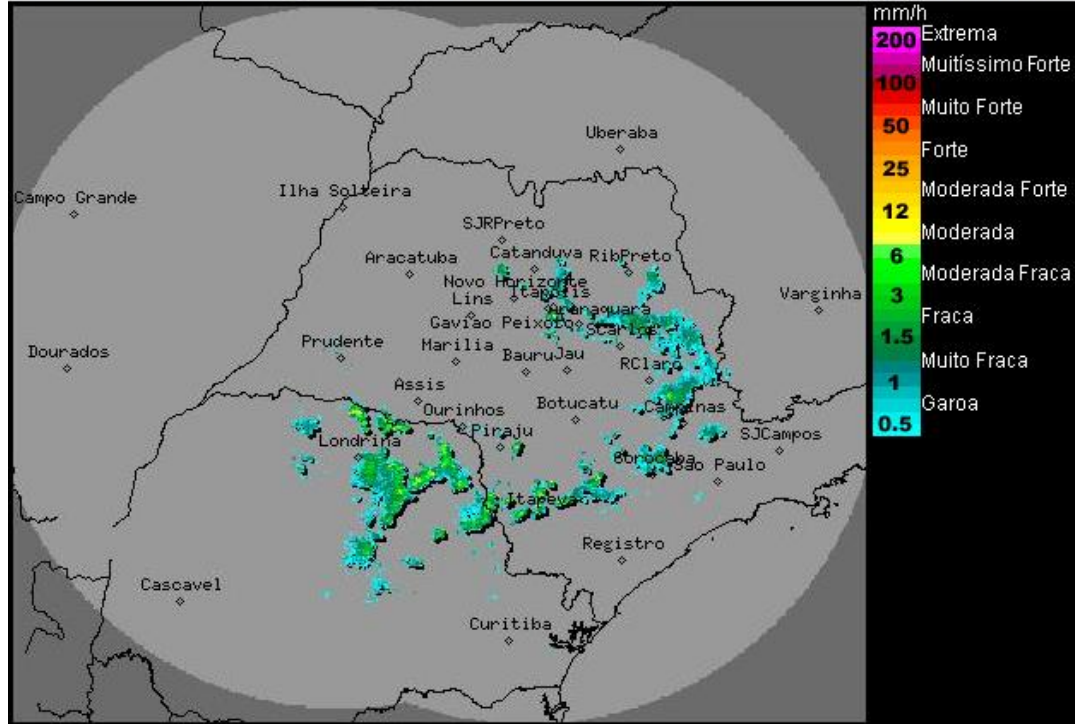 mm/h
200 Extrema
Muitíssimo Forte
100
Muito Forte
50
Forte
25
Moderada Forte
12
Moderada
6
Moderada Fraca
3
Fraca
1.5
Muito Fraca
1
Garoa
0.5
Uberaba
Campo Grande
Ilha Solteira
SJRPreto
Catanduva
RibPreto
Aracatuba
Novo Horizonte
Itapolis
Lins
Araraquara
Varginha
Gaviao Peixoto
SCarlos
Prudente
Marilia
Dourados
Bauru
Jau
RClaro
Assis
Ourinhos
Botucatu
Campinas
Piraju
SJCampos
Londrina
Sorocaba
Sao Paulo
Itapeva
Registro
Cascavel
Curitiba